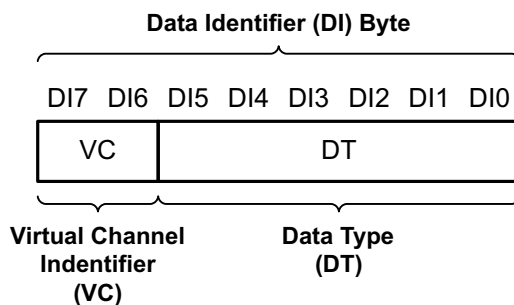 Data Identifier (DI) Byte
DI7 DI6 DI5 DI4 DI3 DI2 DI1 DI0
VC DT
Virtual Channel Data Type
Indentifier (DT)
(VC)